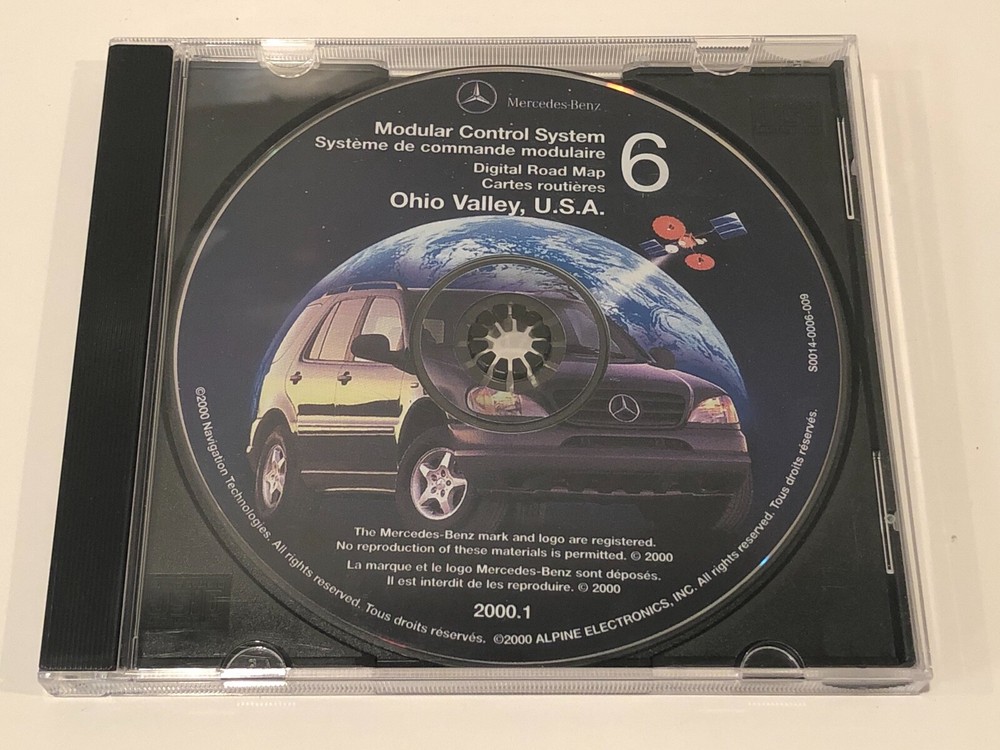 Mercedes-Benz
Modular Control System
Système de commande modulaire
6
Digital Road Map
Cartes routières
Ohio Valley, U.S.A.
S0014-0006-009
The Mercedes-Benz mark and logo are registered.
No reproduction of these materials is permitted. © 2000
La marque et le logo Mercedes-Benz sont déposés.
Il est interdit de les reproduire. © 2000
2000.1
©2000 Navigation Technologies. All rights reserved. Tous droits réservés. ©2000 ALPINE ELECTRONICS, INC. All rights reserved. Tous droits réservés.